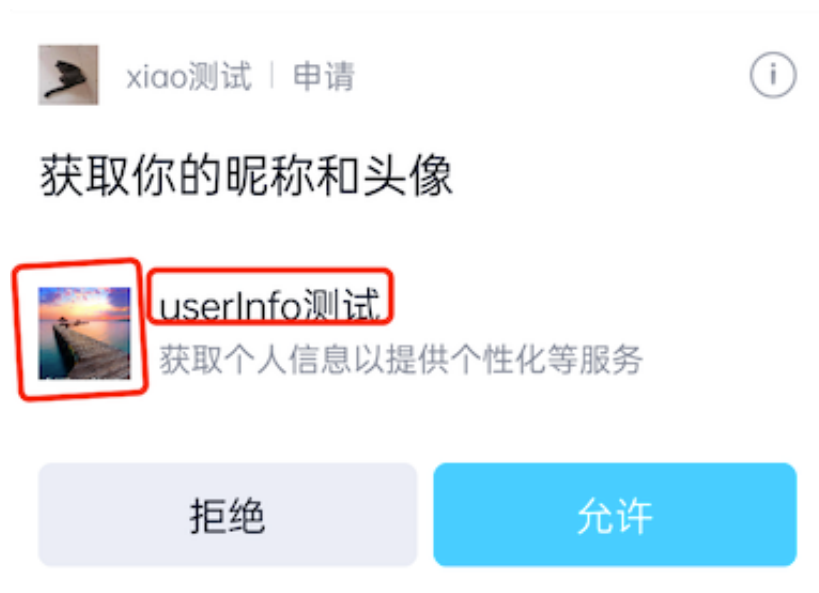 xiao测试 | 申请
获取你的昵称和头像
userInfo测试
获取个人信息以提供个性化等服务
拒绝
允许